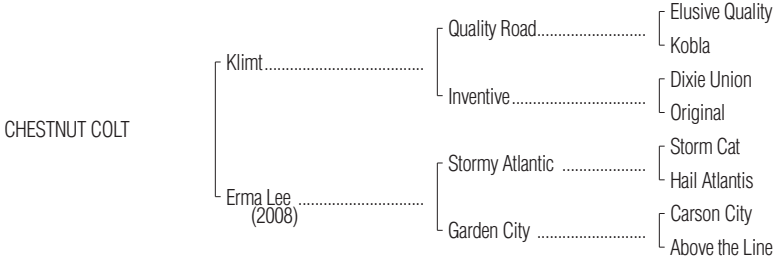 Elusive Quality
Quality Road
Kobla
Klimt
Dixie Union
Inventive
Original
CHESTNUT COLT
Storm Cat
Stormy Atlantic
Hail Atlantis
Erma Lee
(2008)
Carson City
Garden City
Above the Line